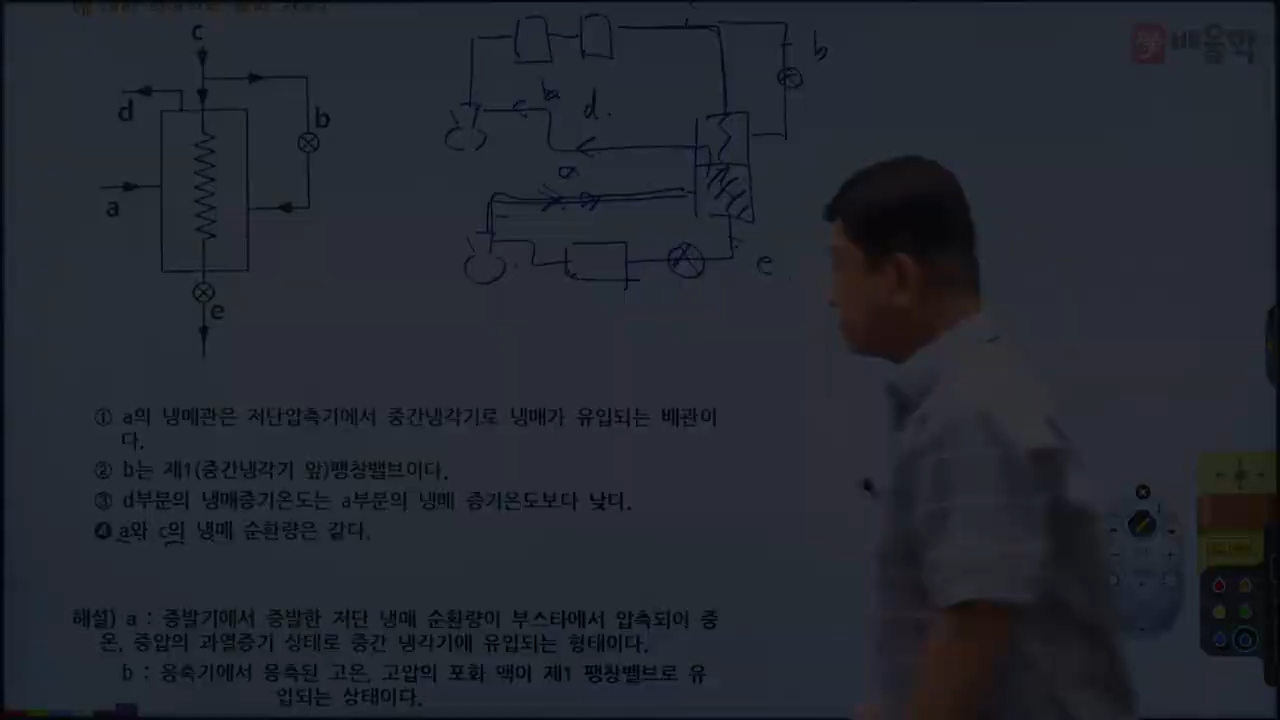 배울학
c
d
b
a
e
b
d.
a
e
① a의 냉매관은 저단압축기에서 중간냉각기로 냉매가 유입되는 배관이
다.
② b는 제1(중간냉각기 앞)팽창밸브이다.
③ d부분의 냉매증기온도는 a부분의 냉매 증기온도보다 낮다.
❹ a와 c의 냉매 순환량은 같다.
해설) a : 증발기에서 증발한 저단 냉매 순환량이 부스터에서 압축되어 중
온, 중압의 과열증기 상태로 중간 냉각기에 유입되는 형태이다.
b : 응축기에서 응축된 고온, 고압의 포화 액이 제1 팽창밸브로 유
입되는 상태이다.